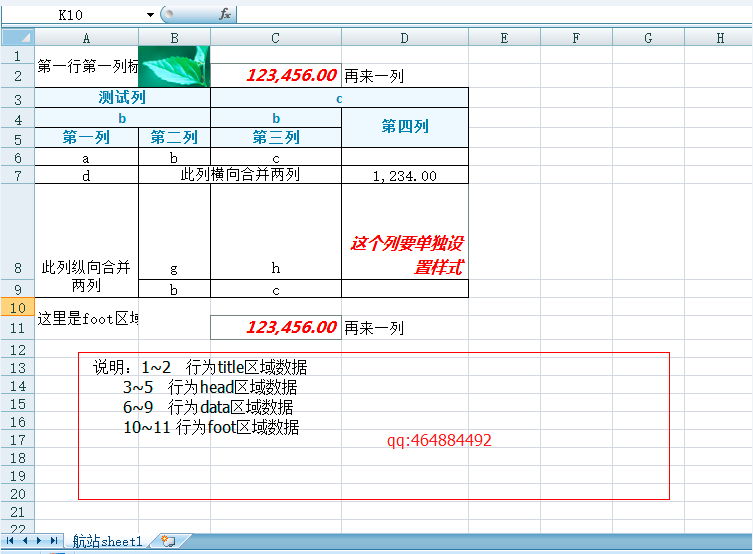 K10 fx
A B C D E F G H
1
2 第一行第一列标 123,456.00 再来一列
3 测试列 c
4 b b 第四列
5 第一列 第二列 第三列
6 a b c
7 d 此列横向合并两列 1,234.00
8 此列纵向合并两列 g h 这个列要单独设置样式
9 b c
10 这里是foot区域
11 123,456.00 再来一列
12
13 说明：1~2 行为title区域数据
14 3~5 行为head区域数据
15 6~9 行为data区域数据
16 10~11 行为foot区域数据
17 qq:464884492
18
19
20
21
22
航站sheet1